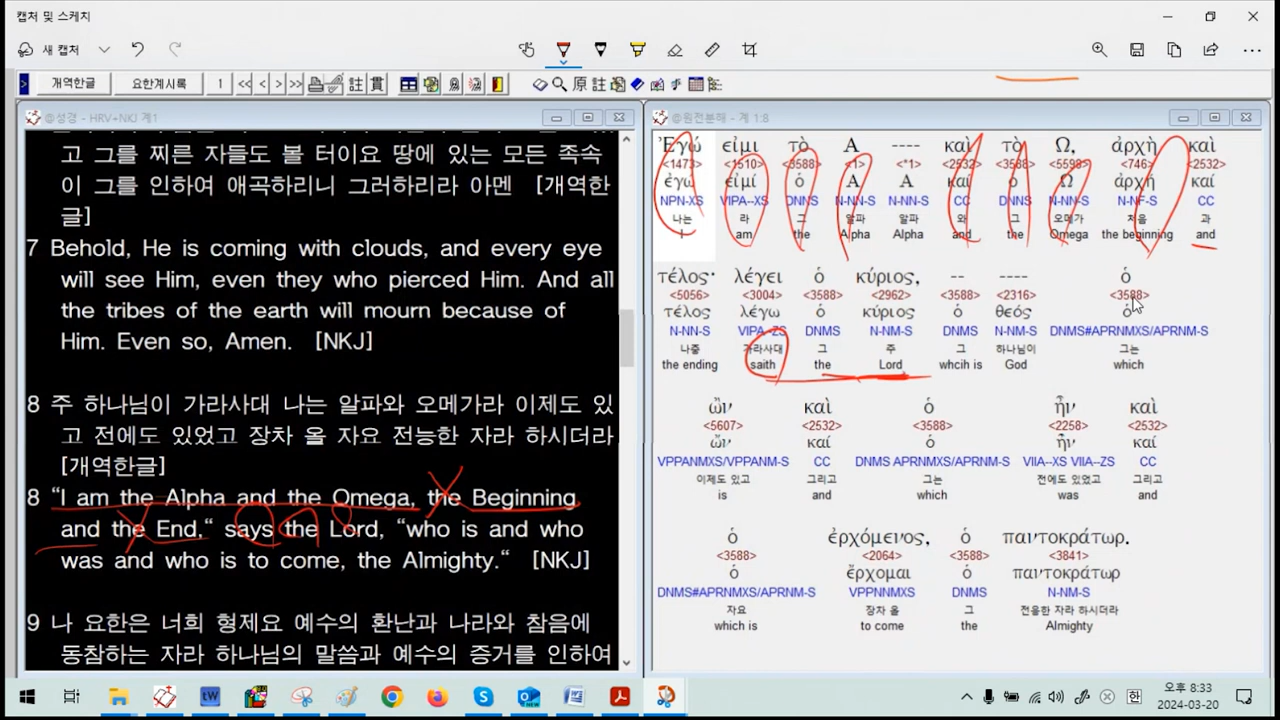 캡처 및 스케치
새 캡처
개역한글 요한계시록 1 << < > >> 註 貫 原 註
@성경 - HRV+NKJ 계1
고 그를 찌른 자들도 볼 터이요 땅에 있는 모든 족속
이 그를 인하여 애곡하리니 그러하리라 아멘 [개역한
글]
7 Behold, He is coming with clouds, and every eye
will see Him, even they who pierced Him. And all
the tribes of the earth will mourn because of
Him. Even so, Amen. [NKJ]
8 주 하나님이 가라사대 나는 알파와 오메가라 이제도 있
고 전에도 있었고 장차 올 자요 전능한 자라 하시더라
[개역한글]
8 “I am the Alpha and the Omega, the Beginning
and the End,“ says the Lord, “who is and who
was and who is to come, the Almighty.“ [NKJ]
9 나 요한은 너희 형제요 예수의 환난과 나라와 참음에
동참하는 자라 하나님의 말씀과 예수의 증거를 인하여
@원전분해 - 계 1:8
Ἐγώ εἰμι τὸ Α ---- καὶ τὸ Ω, ἀρχὴ καὶ
<1473> <1510> <3588> <1> <*1> <2532> <3588> <5598> <746> <2532>
ἐγώ εἰμί ὁ Α Α καί ὁ Ω ἀρχή καί
NPN-XS VIPA--XS DNNS N-NN-S N-NN-S CC DNNS N-NN-S N-NF-S CC
나는 라 그 알파 알파 와 그 오메가 처음 과
I am the Alpha Alpha and the Omega the beginning and
τέλος· λέγει ὁ κύριος, -- ---- ὁ
<5056> <3004> <3588> <2962> <3588> <2316> <3588>
τέλος λέγω ὁ κύριος ὁ θεός ὁ
N-NN-S VIPA--ZS DNMS N-NM-S DNMS N-NM-S DNMS#APRNMXS/APRNM-S
나중 가라사대 그 주 그 하나님이 그는
the ending saith the Lord whcih is God which
ὢν καὶ ὁ ἦν καὶ
<5607> <2532> <3588> <2258> <2532>
ὤν καί ὁ ἦν καί
VPPANMXS/VPPANM-S CC DNMS APRNMXS/APRNM-S VIIA--XS VIIA--ZS CC
이제도 있고 그리고 그는 전에도 있었고 그리고
is and which was and
ὁ ἐρχόμενος, ὁ παντοκράτωρ.
<3588> <2064> <3588> <3841>
ὁ ἔρχομαι ὁ παντοκράτωρ
DNMS#APRNMXS/APRNM-S VPPNNMXS DNMS N-NM-S
자요 장차 올 그 전응한 자라 하시더라
which is to come the Almighty
tW 한 오후 8:33
2024-03-20